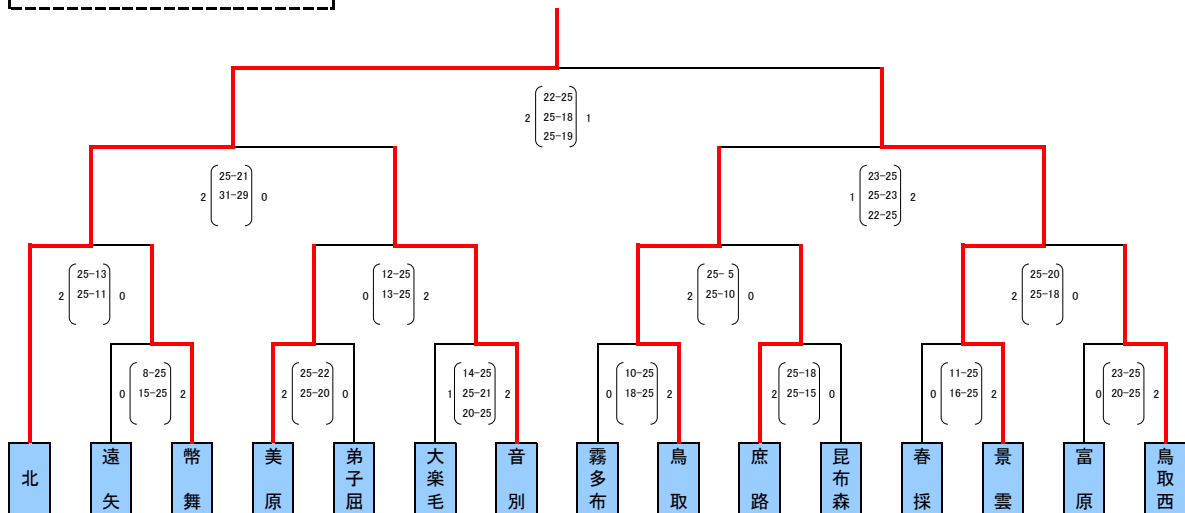 22-25
2 25-18 1
25-19
25-21
2 31-29 0
23-25
1 25-23 2
22-25
25-13
2 25-11 0
12-25
0 13-25 2
25- 5
2 25-10 0
25-20
2 25-18 0
8-25
0 15-25 2
25-22
2 25-20 0
14-25
1 25-21 2
20-25
10-25
0 18-25 2
25-18
2 25-15 0
11-25
0 16-25 2
23-25
0 20-25 2
北
遠矢
幣舞
美原
弟子屈
大楽毛
音別
霧多布
鳥取
庶路
昆布森
春採
景雲
富原
鳥取西